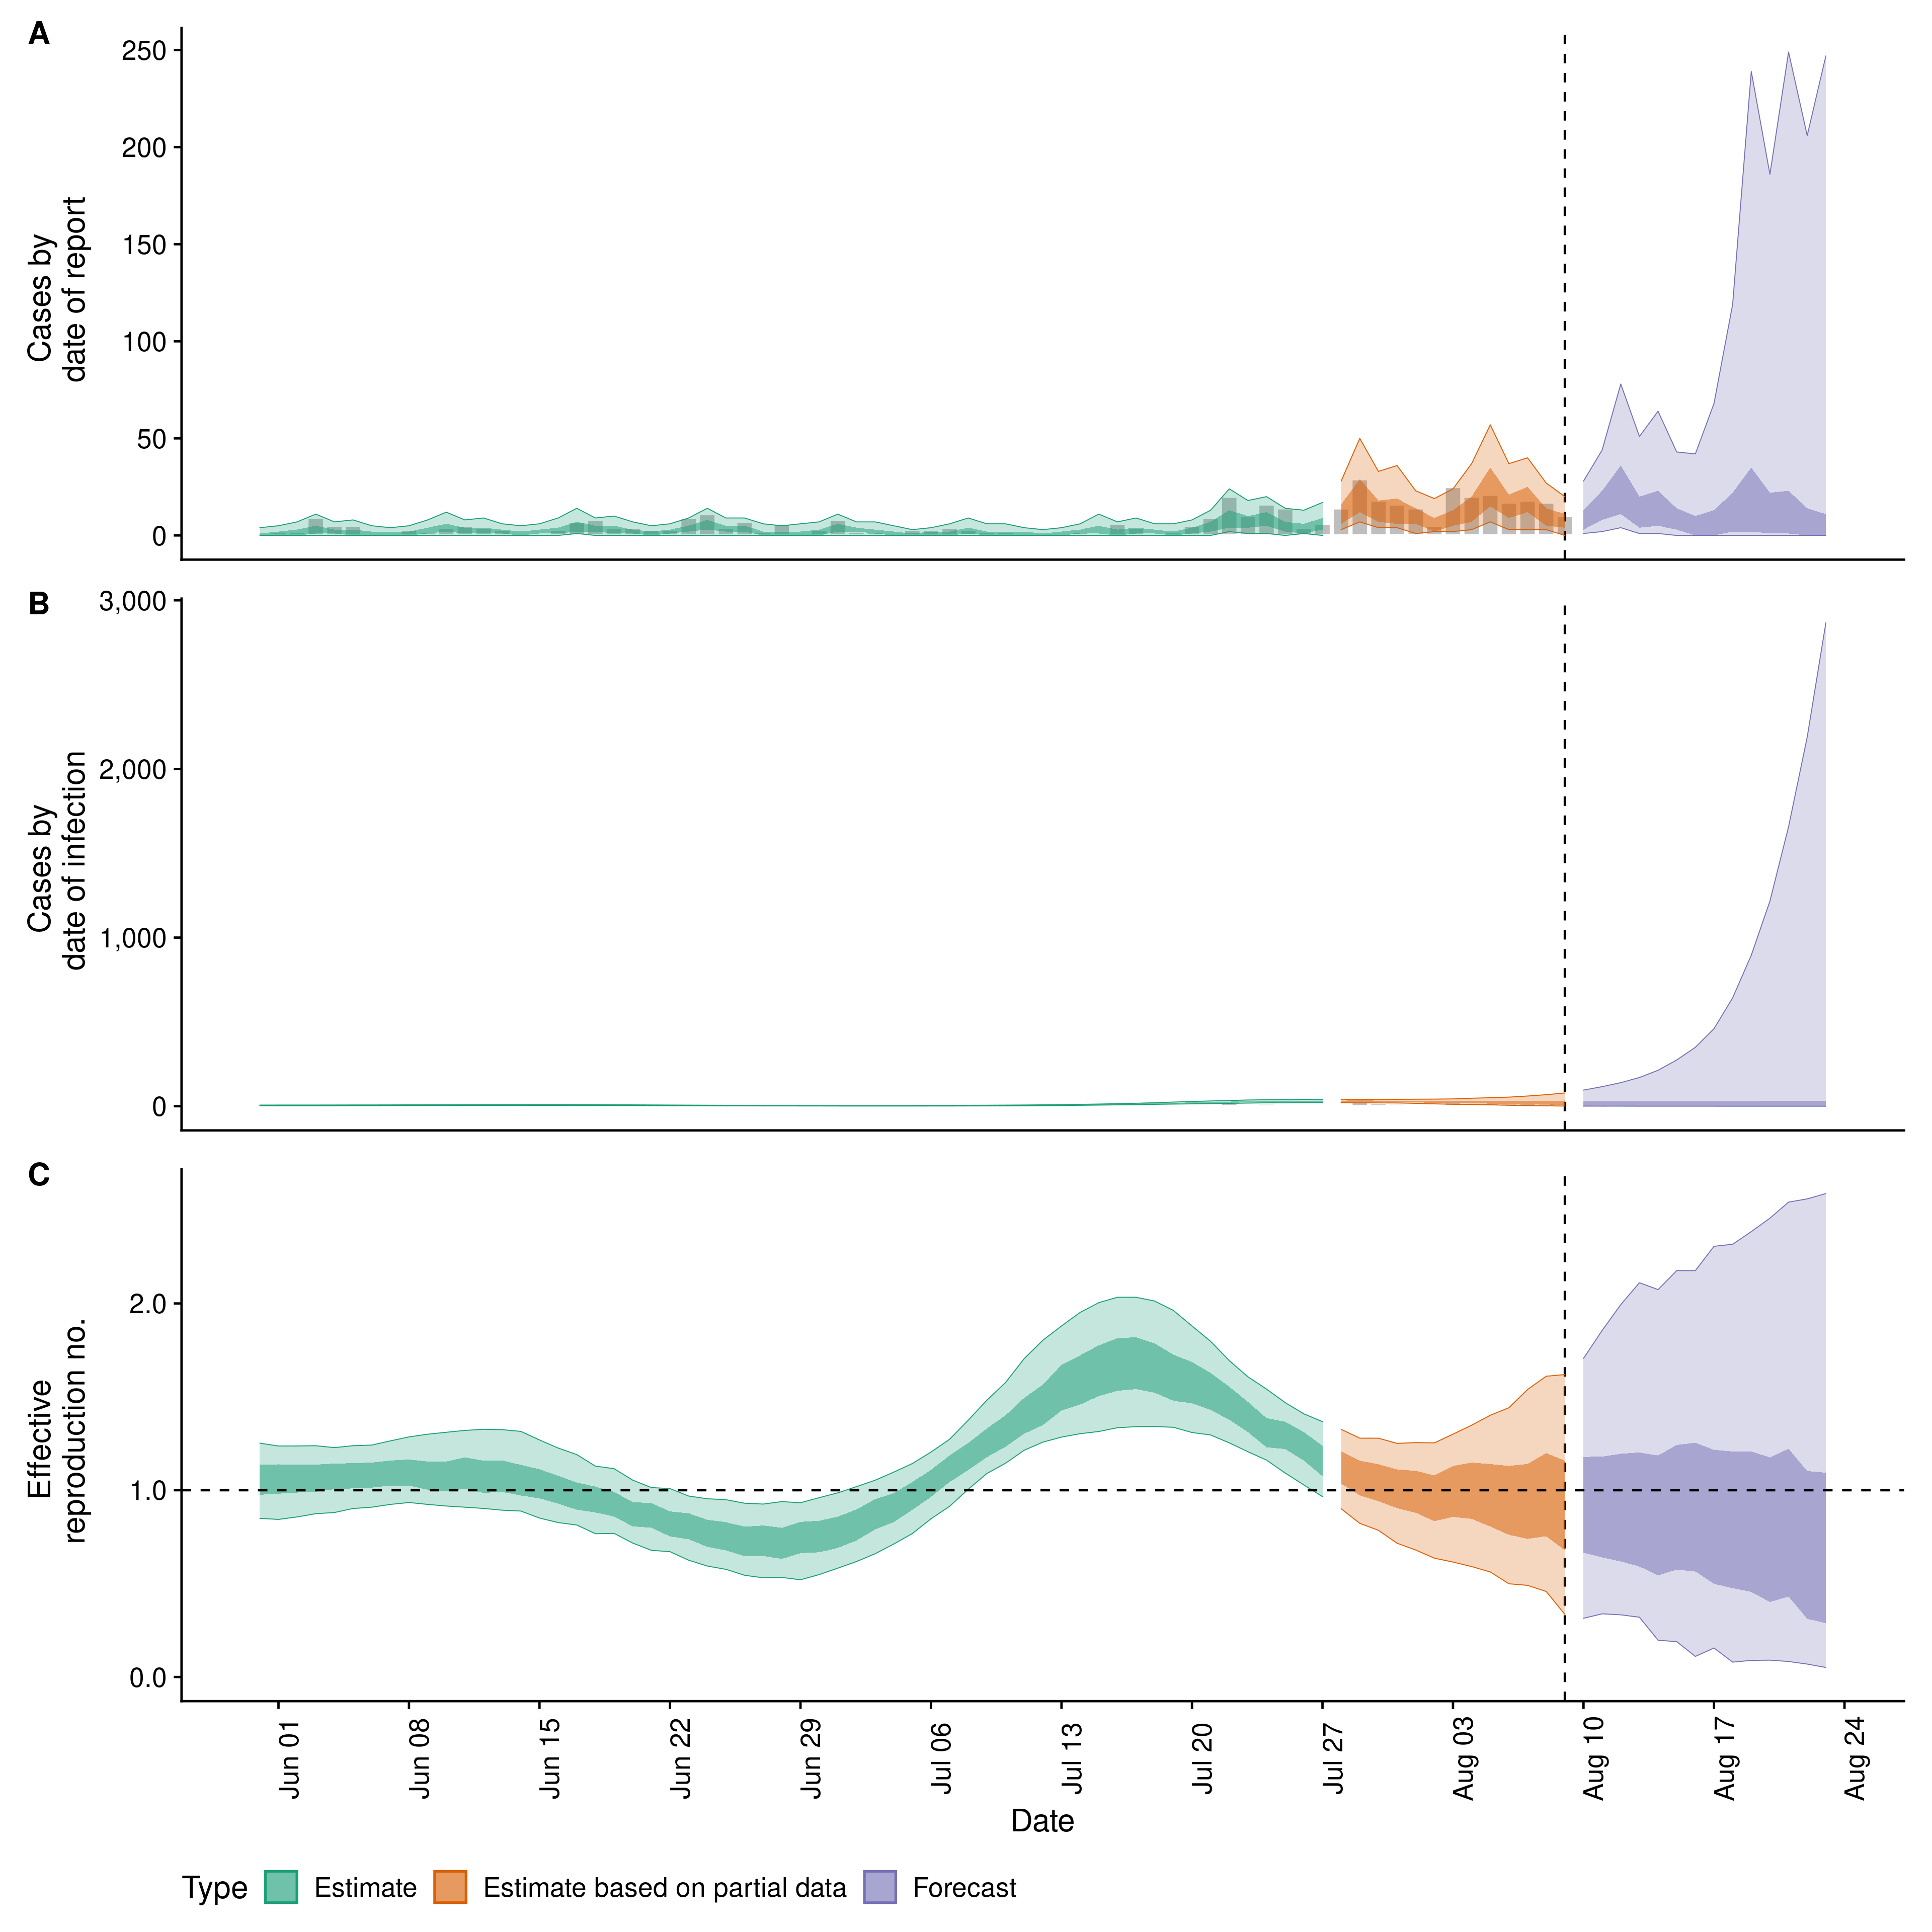 A
Cases by
date of report
250
200
150
100
50
0
B
Cases by
date of infection
3,000
2,000
1,000
0
C
Effective
reproduction no.
2.0
1.0
0.0
Jun 01
Jun 08
Jun 15
Jun 22
Jun 29
Jul 06
Jul 13
Jul 20
Jul 27
Aug 03
Aug 10
Aug 17
Aug 24
Date
Type Estimate Estimate based on partial data Forecast